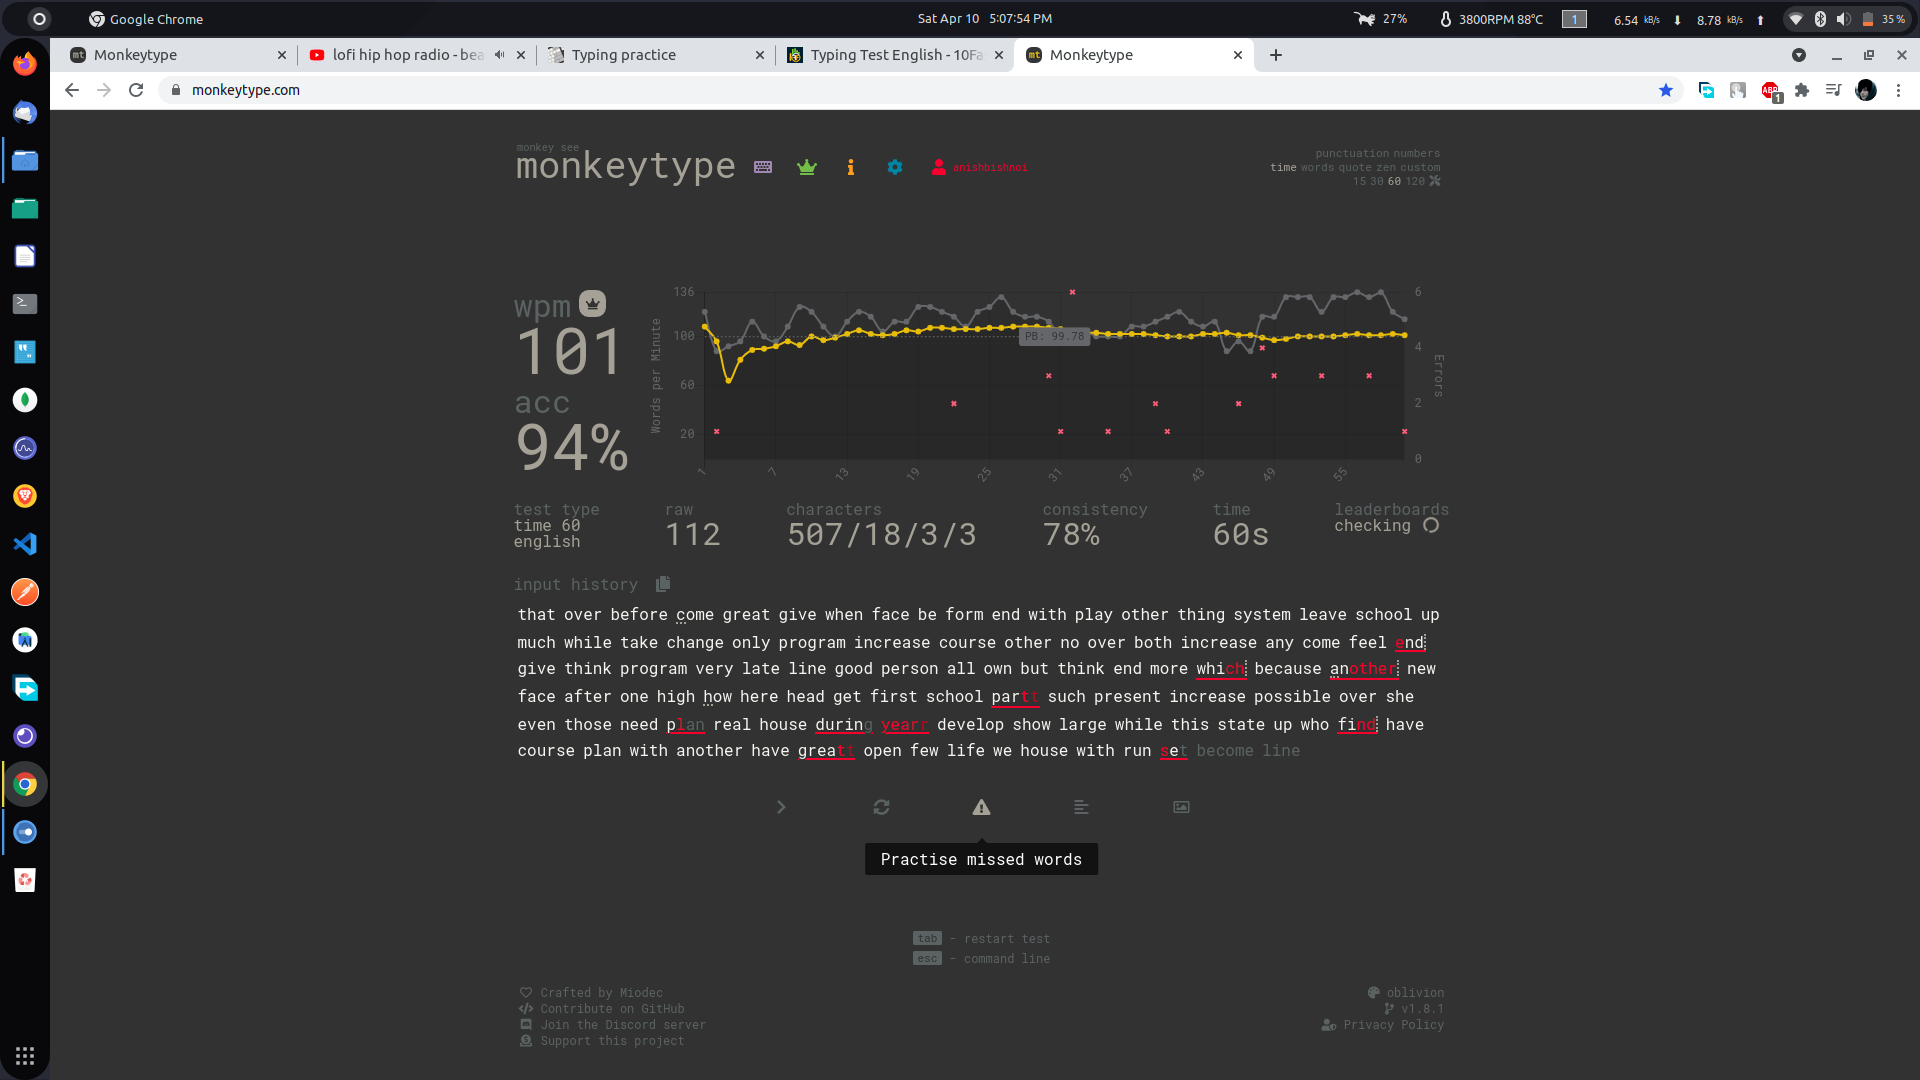 Google Chrome
Sat Apr 10 5:07:54 PM
27% 3800RPM 88°C 1 6.54 kB/s 8.78 kB/s 35 %
Monkeytype
lofi hip hop radio - bea
Typing practice
Typing Test English - 10Fa
Monkeytype
monkeytype.com
ABP 1
monkey see
monkeytype
anishbishnoi
punctuation numbers
time words quote zen custom
15 30 60 120
wpm
101
acc
94%
Words per Minute
136
100
60
20
PB: 99.78
6
4
2
0
Errors
1 7 13 19 25 31 37 43 49 55
test type
time 60
english
raw
112
characters
507/18/3/3
consistency
78%
time
60s
leaderboards
checking
input history
that over before come great give when face be form end with play other thing system leave school up
much while take change only program increase course other no over both increase any come feel end
give think program very late line good person all own but think end more which because another new
face after one high how here head get first school partt such present increase possible over she
even those need plan real house during yearr develop show large while this state up who find have
course plan with another have greatt open few life we house with run set become line
Practise missed words
tab - restart test
esc - command line
Crafted by Miodec
Contribute on GitHub
Join the Discord server
Support this project
oblivion
v1.8.1
Privacy Policy